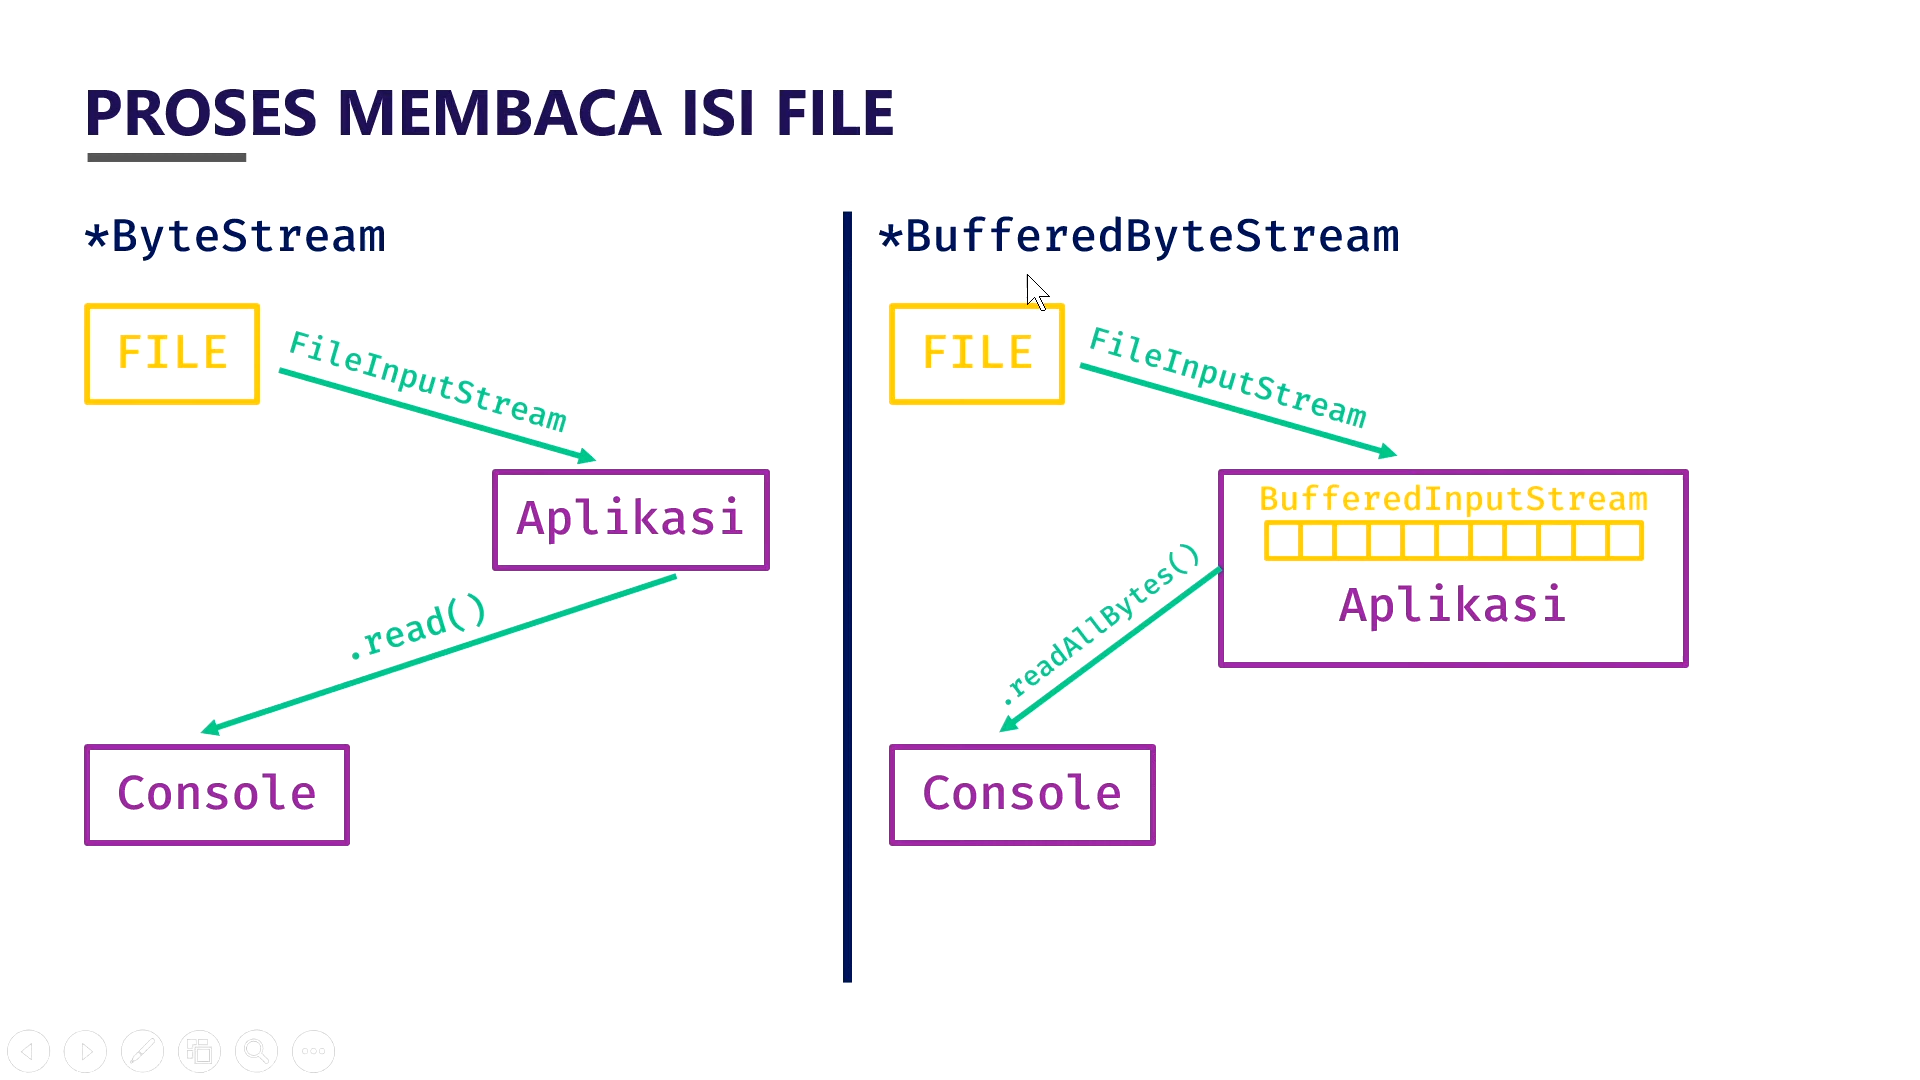 PROSES MEMBACA ISI FILE
*ByteStream
FILE
FileInputStream
Aplikasi
.read()
Console
*BufferedByteStream
FILE
FileInputStream
BufferedInputStream
Aplikasi
.readAllBytes()
Console